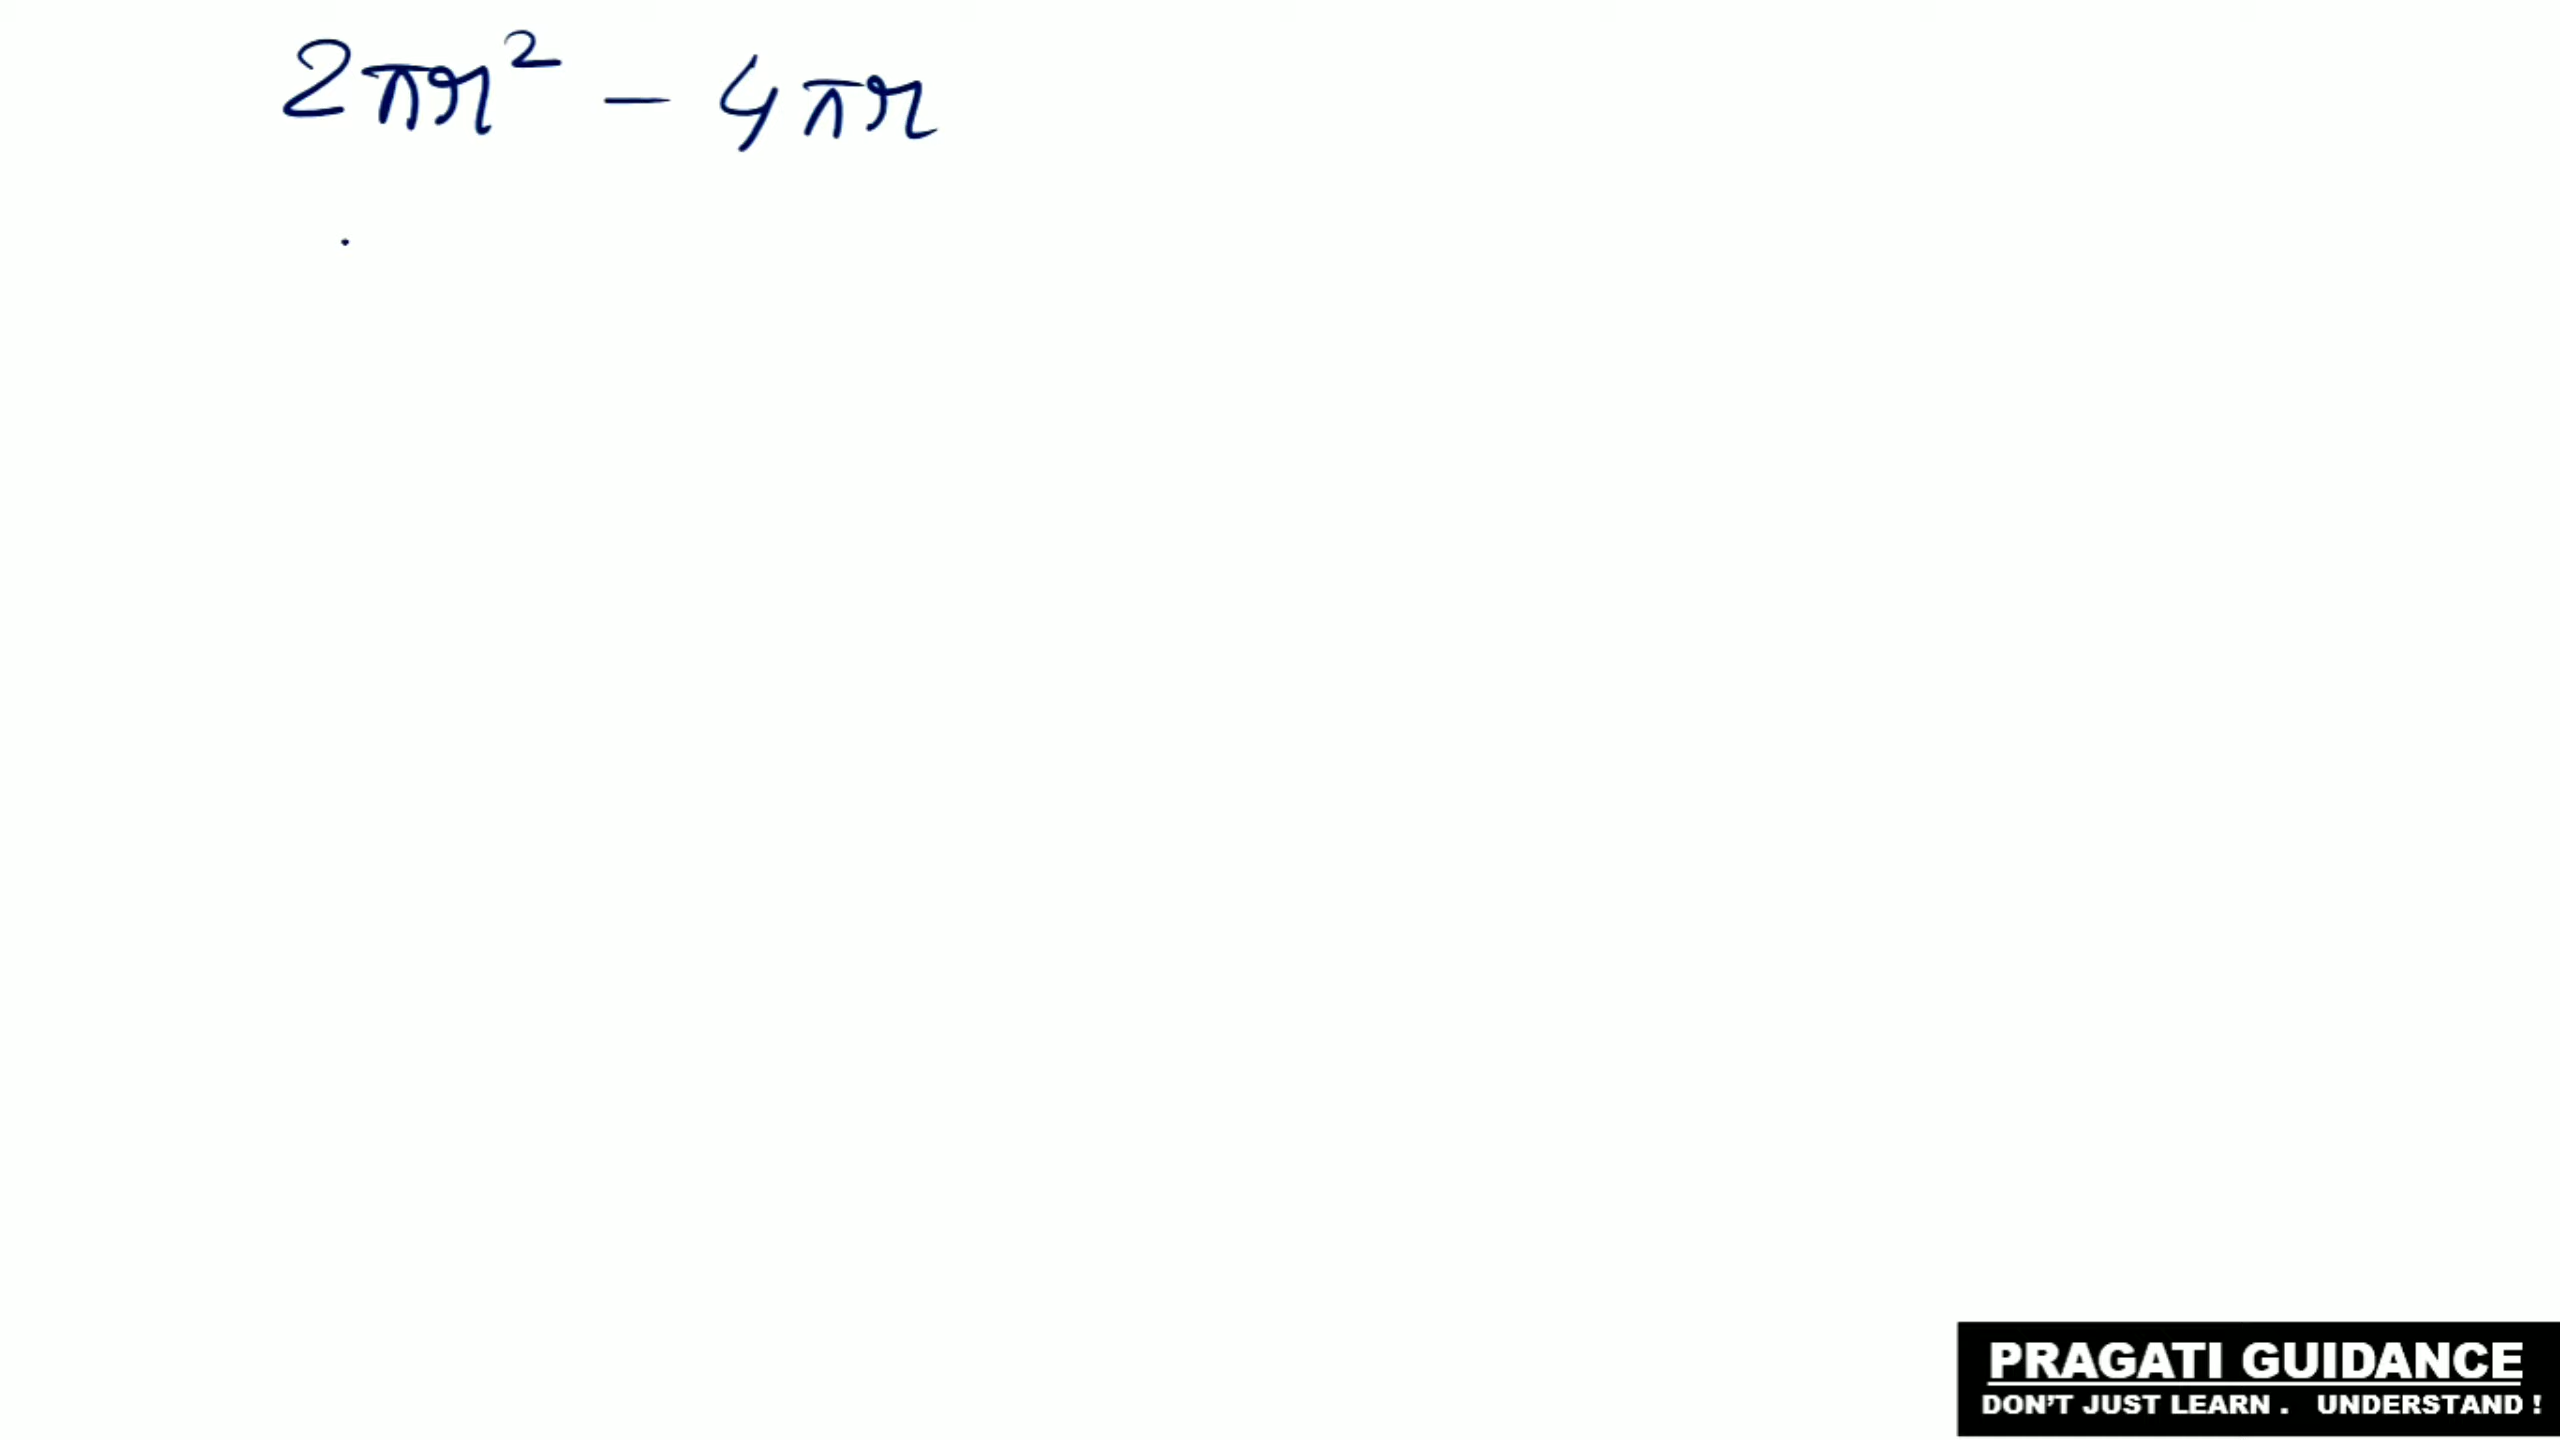 2πr² – 4πr
PRAGATI GUIDANCE
DON'T JUST LEARN . UNDERSTAND !